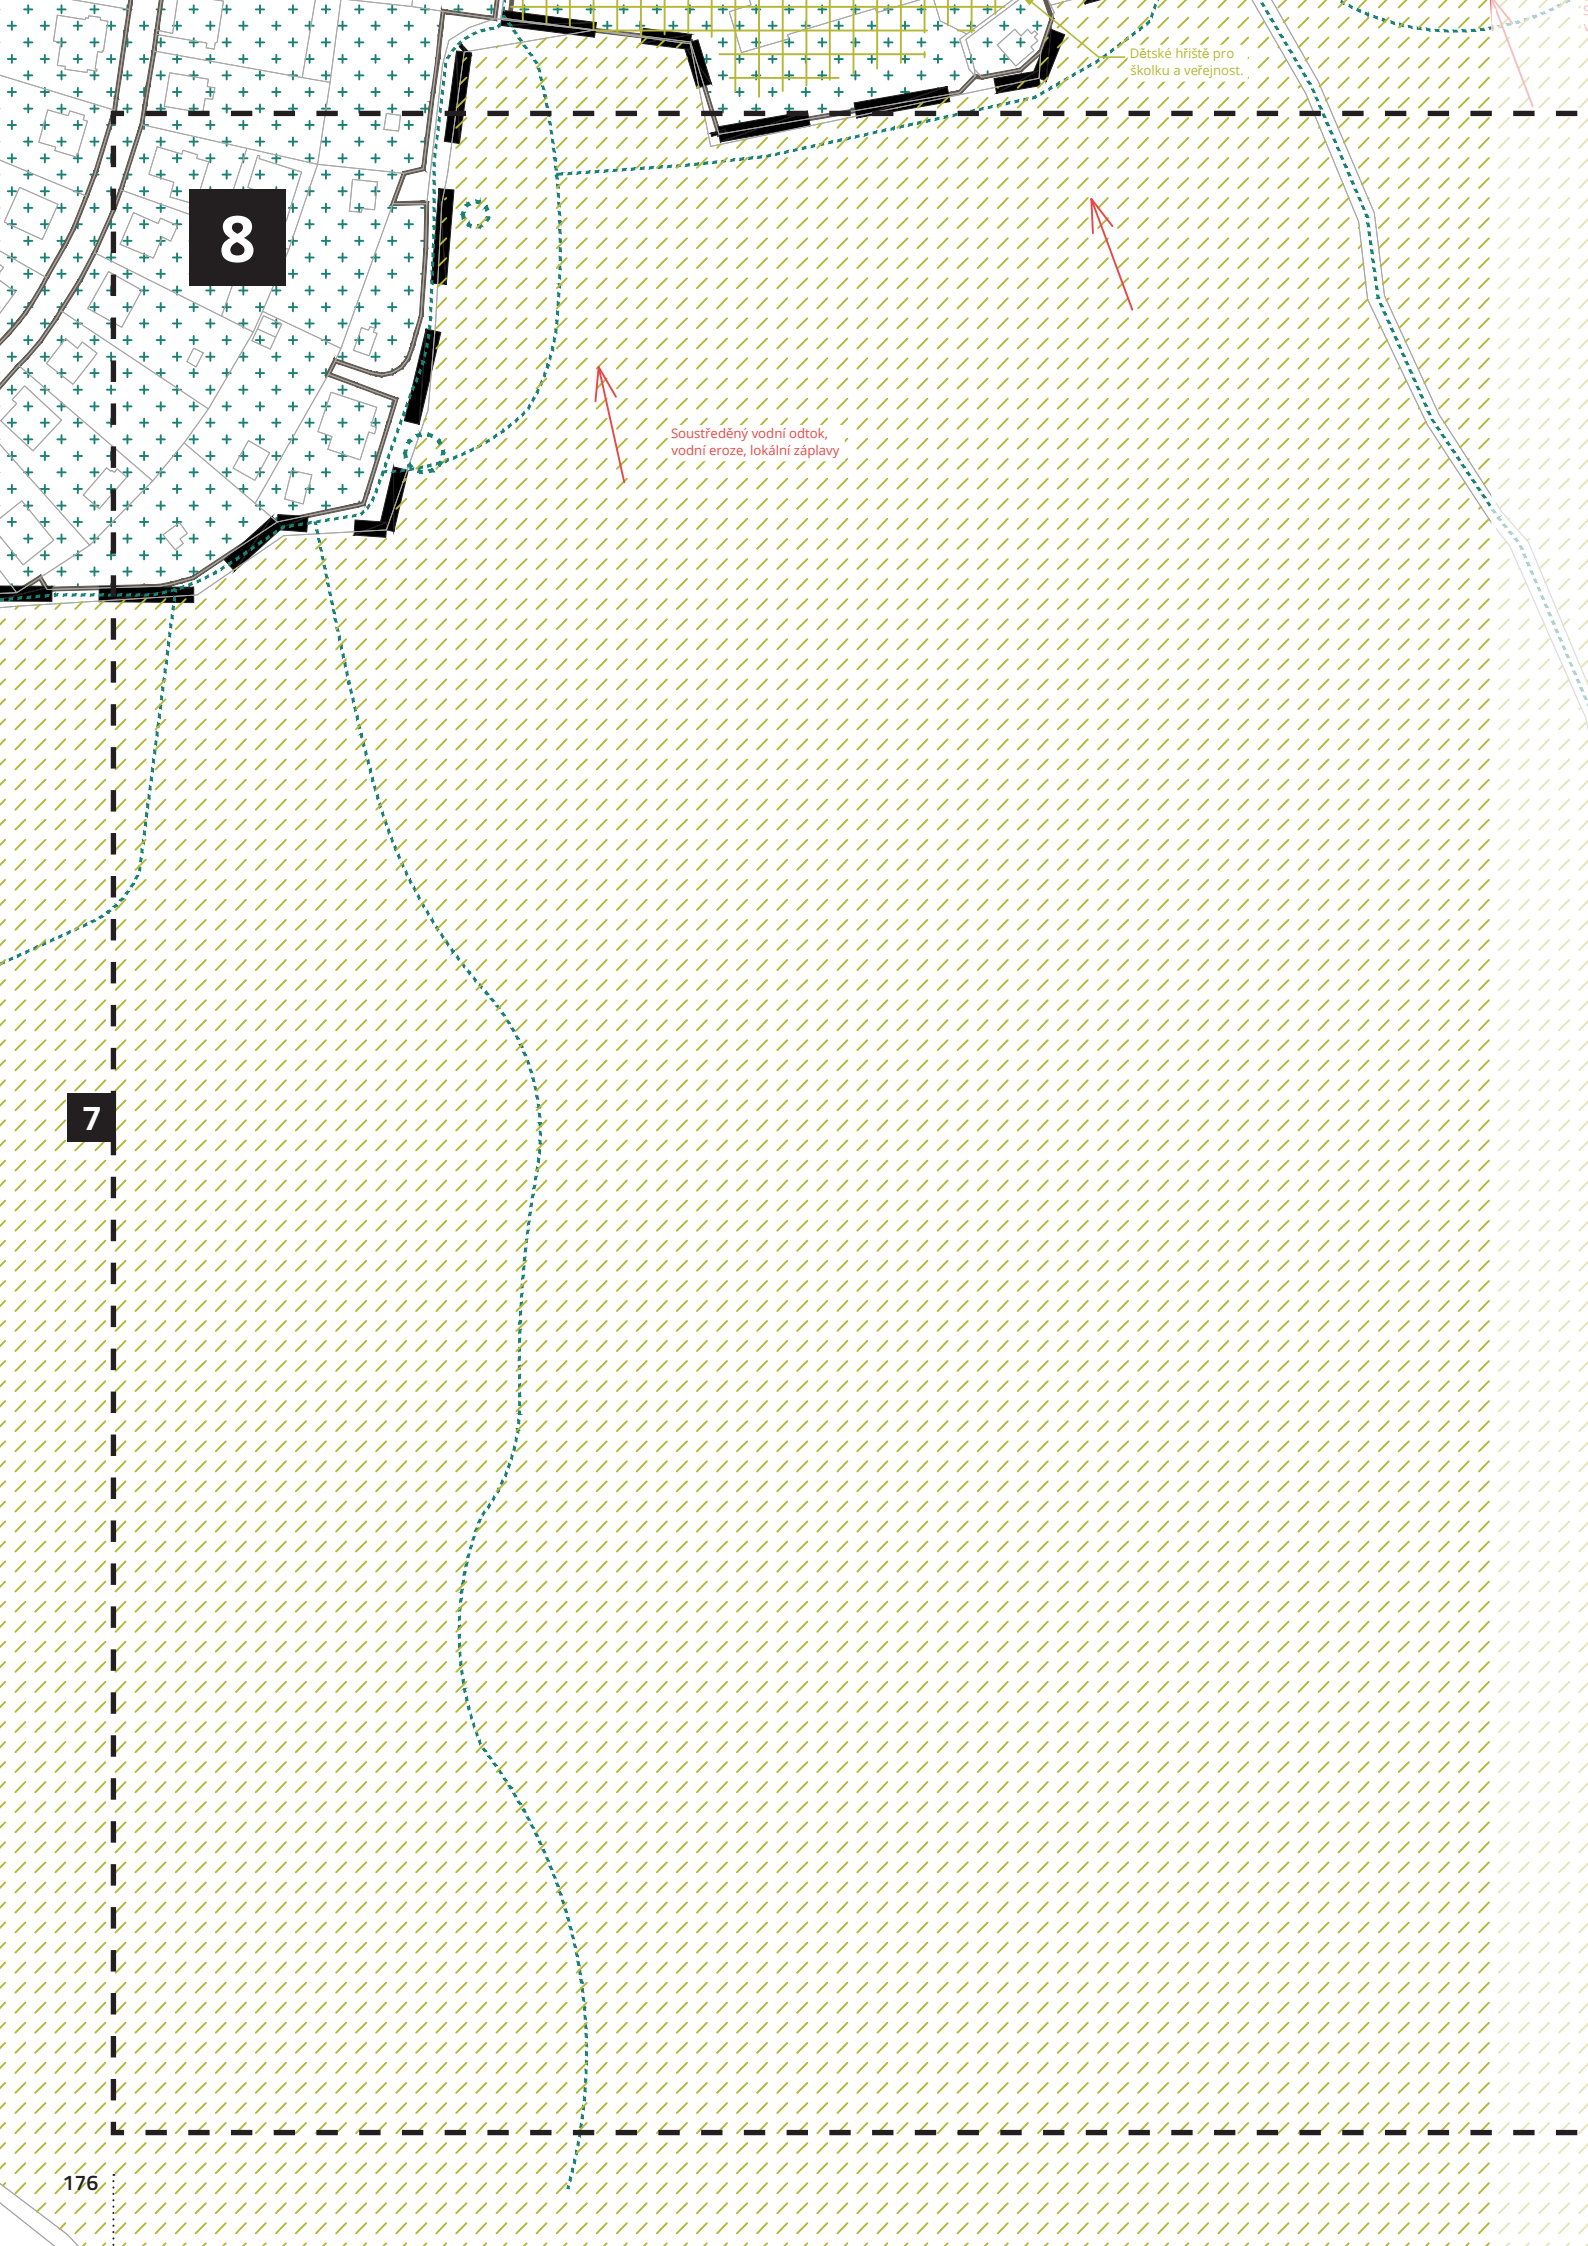 Dětské hřiště pro
školku a veřejnost.
8
Soustředěný vodní odtok,
vodní eroze, lokální záplavy
7
176